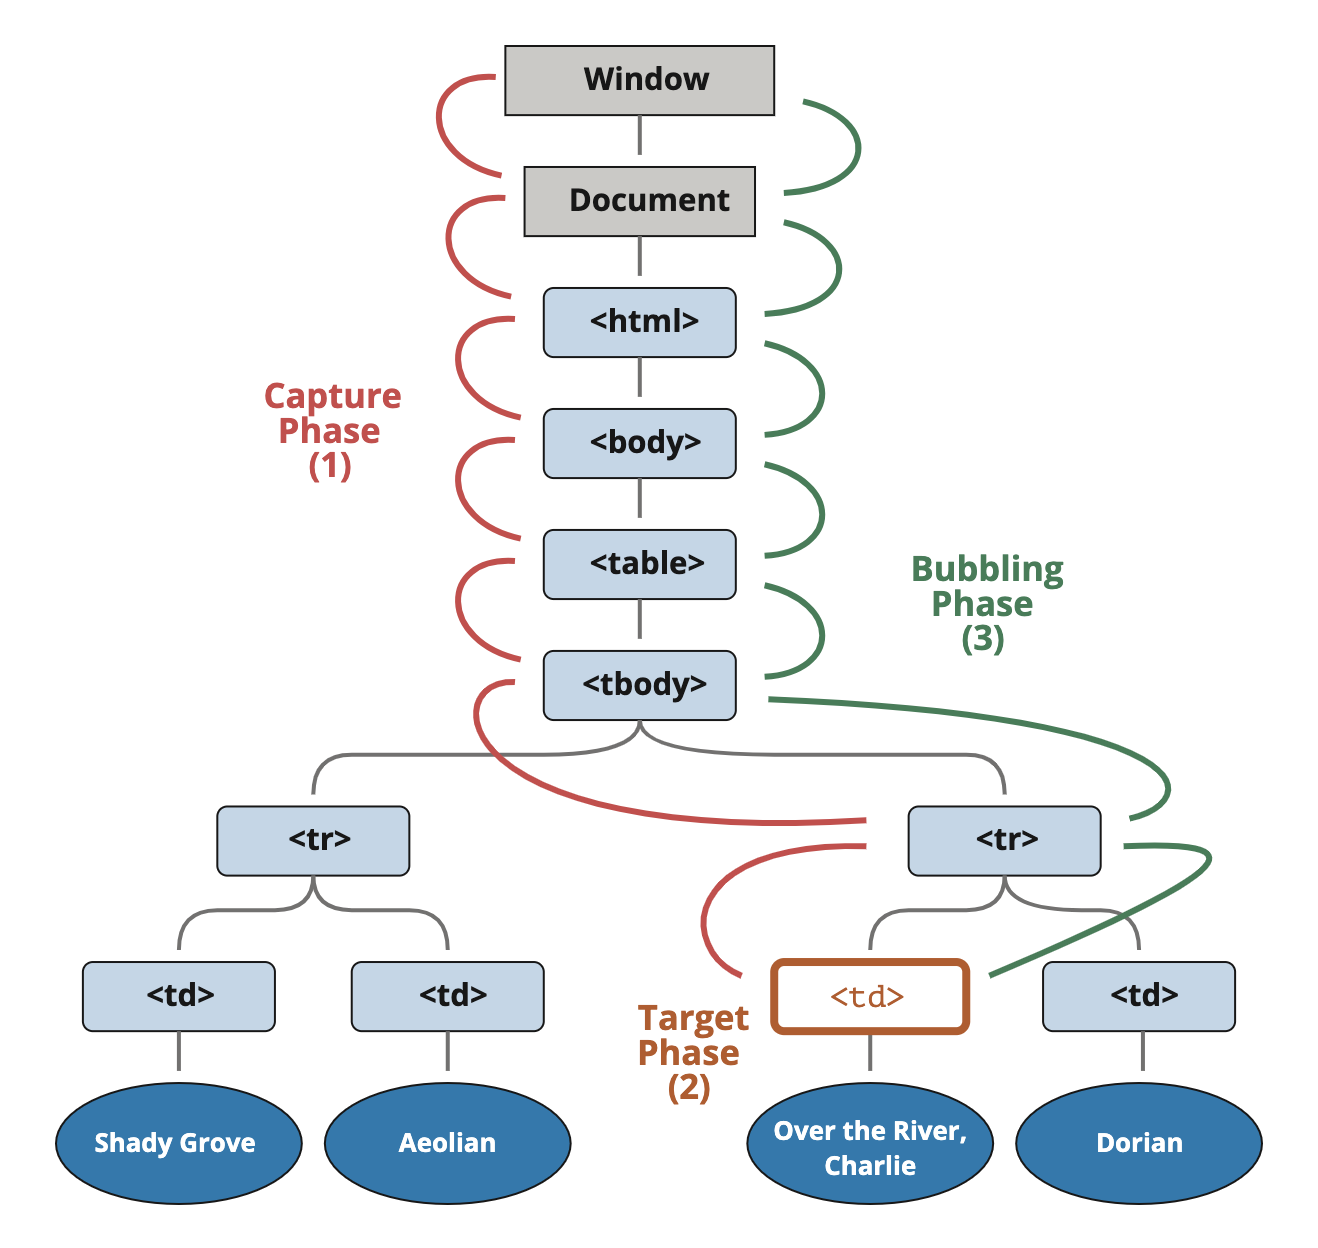 Window
Document
<html>
Capture
Phase
(1)
<body>
<table>
Bubbling
Phase
(3)
<tbody>
<tr>
<tr>
<td>
<td>
<td>
<td>
Target
Phase
(2)
Shady Grove
Aeolian
Over the River,
Charlie
Dorian